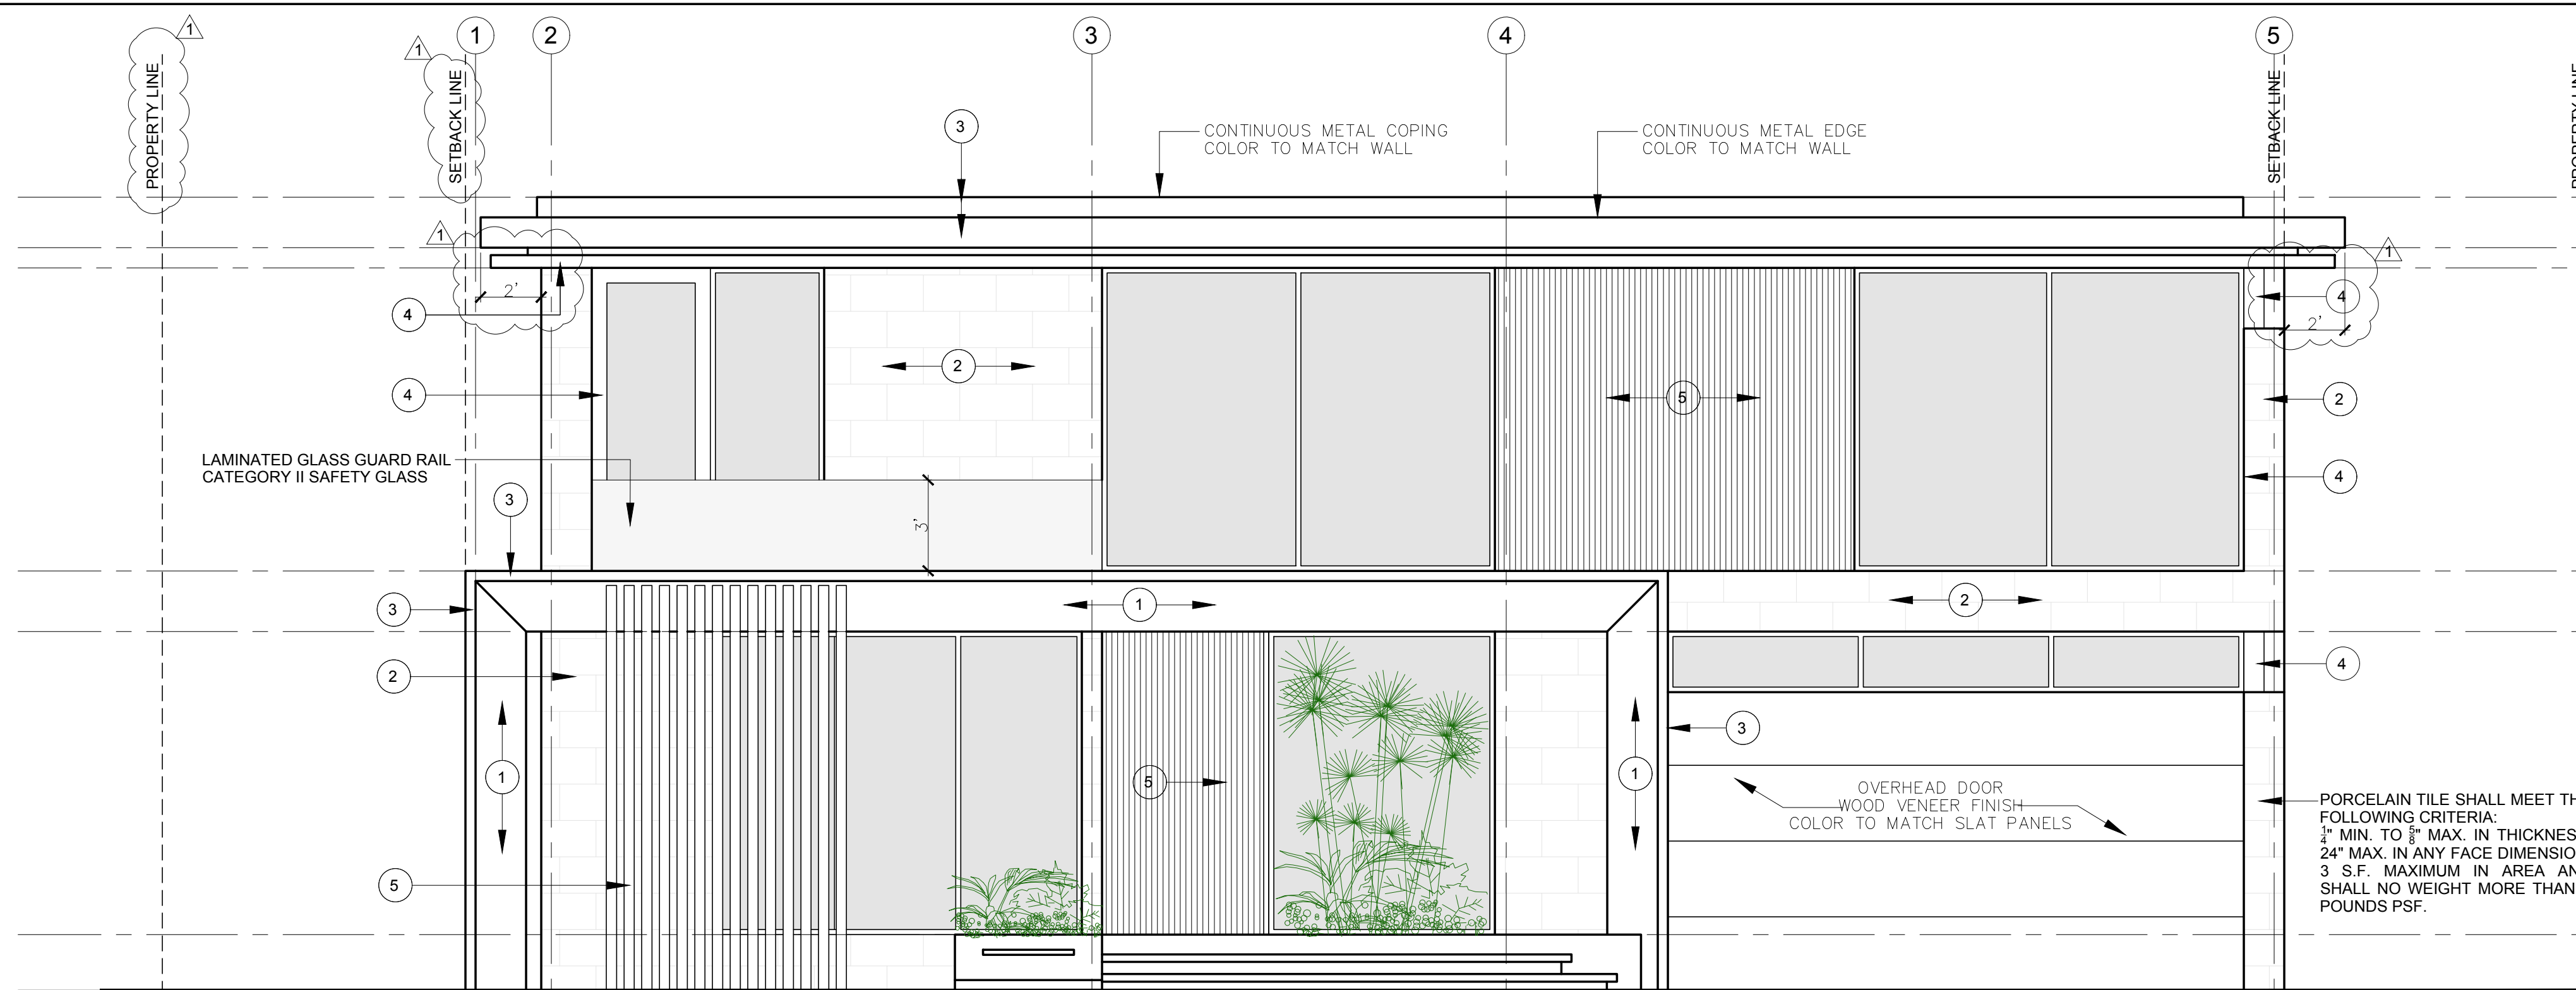 1
1
1
2
3
4
5
PROPERTY LINE
SETBACK LINE
SETBACK LINE
PROPERTY LINE
3
CONTINUOUS METAL COPING
COLOR TO MATCH WALL
CONTINUOUS METAL EDGE
COLOR TO MATCH WALL
1
1
2'
4
4
2'
2
4
5
2
4
LAMINATED GLASS GUARD RAIL
CATEGORY II SAFETY GLASS
3
3'
3
1
2
2
4
3
1
5
1
OVERHEAD DOOR
WOOD VENEER FINISH
COLOR TO MATCH SLAT PANELS
5
PORCELAIN TILE SHALL MEET
FOLLOWING CRITERIA:
1/4" MIN. TO 5/8" MAX. IN
24" MAX. IN ANY FACE
3 S.F. MAXIMUM IN AREA
SHALL NO WEIGHT MORE THAN
POUNDS PSF.